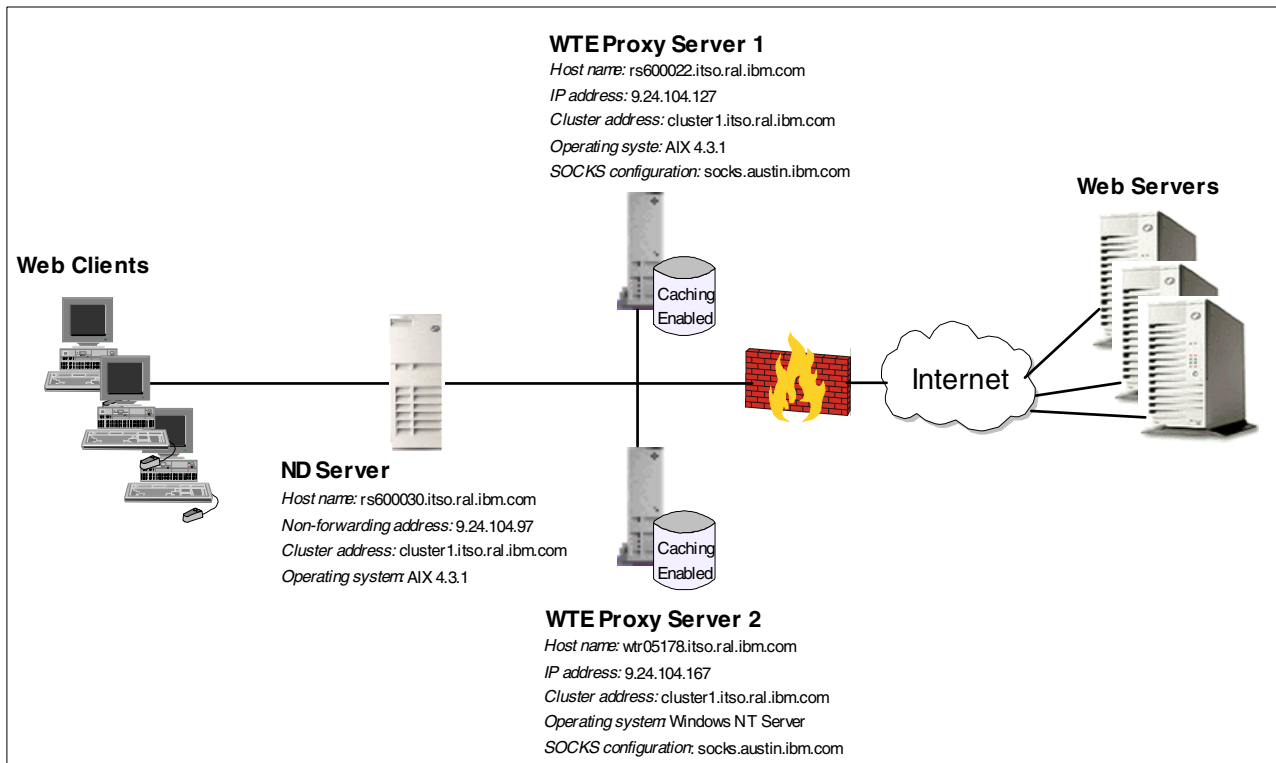 WTE Proxy Server 1
Host name: rs600022.itso.ral.ibm.com
IP address: 9.24.104.127
Cluster address: cluster1.itso.ral.ibm.com
Operating syste: AIX 4.3.1
SOCKS configuration: socks.austin.ibm.com
Web Servers
Web Clients
Caching
Enabled
Internet
ND Server
Host name: rs600030.itso.ral.ibm.com
Non-forwarding address: 9.24.104.97
Cluster address: cluster1.itso.ral.ibm.com
Operating system: AIX 4.3.1
Caching
Enabled
WTE Proxy Server 2
Host name: wtr05178.itso.ral.ibm.com
IP address: 9.24.104.167
Cluster address: cluster1.itso.ral.ibm.com
Operating system: Windows NT Server
SOCKS configuration: socks.austin.ibm.com